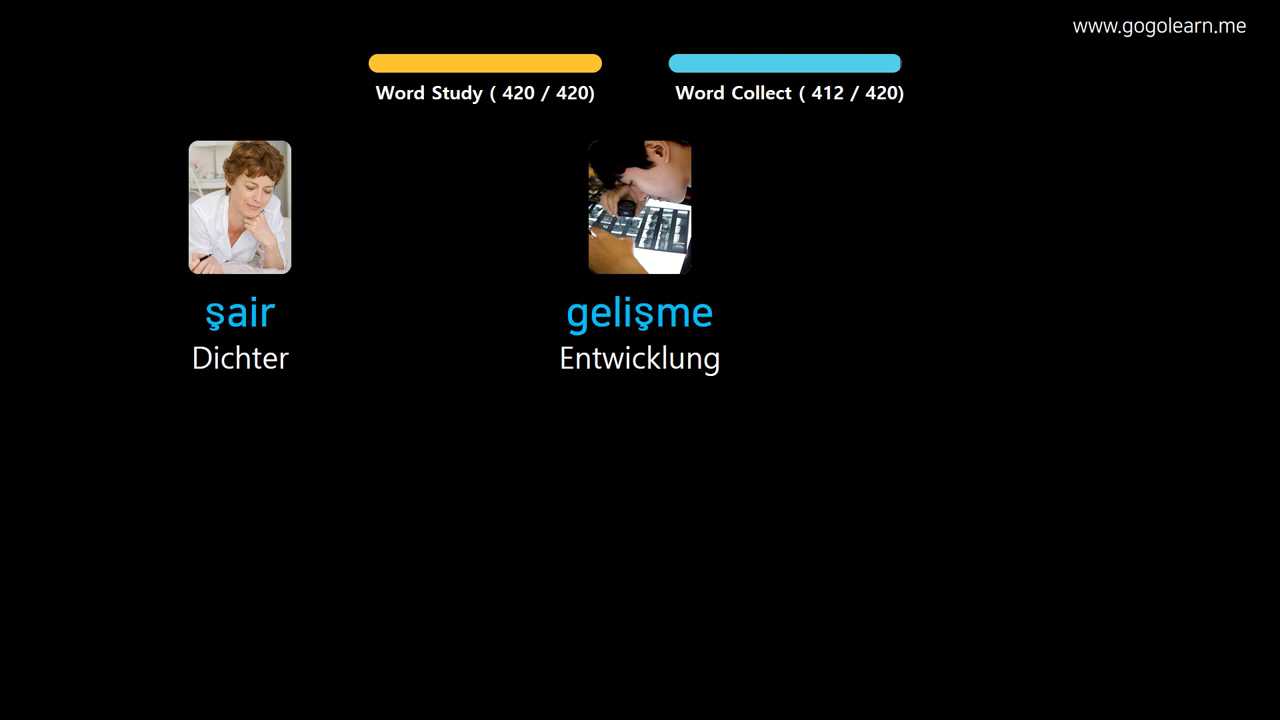 www.gogolearn.me
Word Study ( 420 / 420)
Word Collect ( 412 / 420)
şair
gelişme
Dichter
Entwicklung